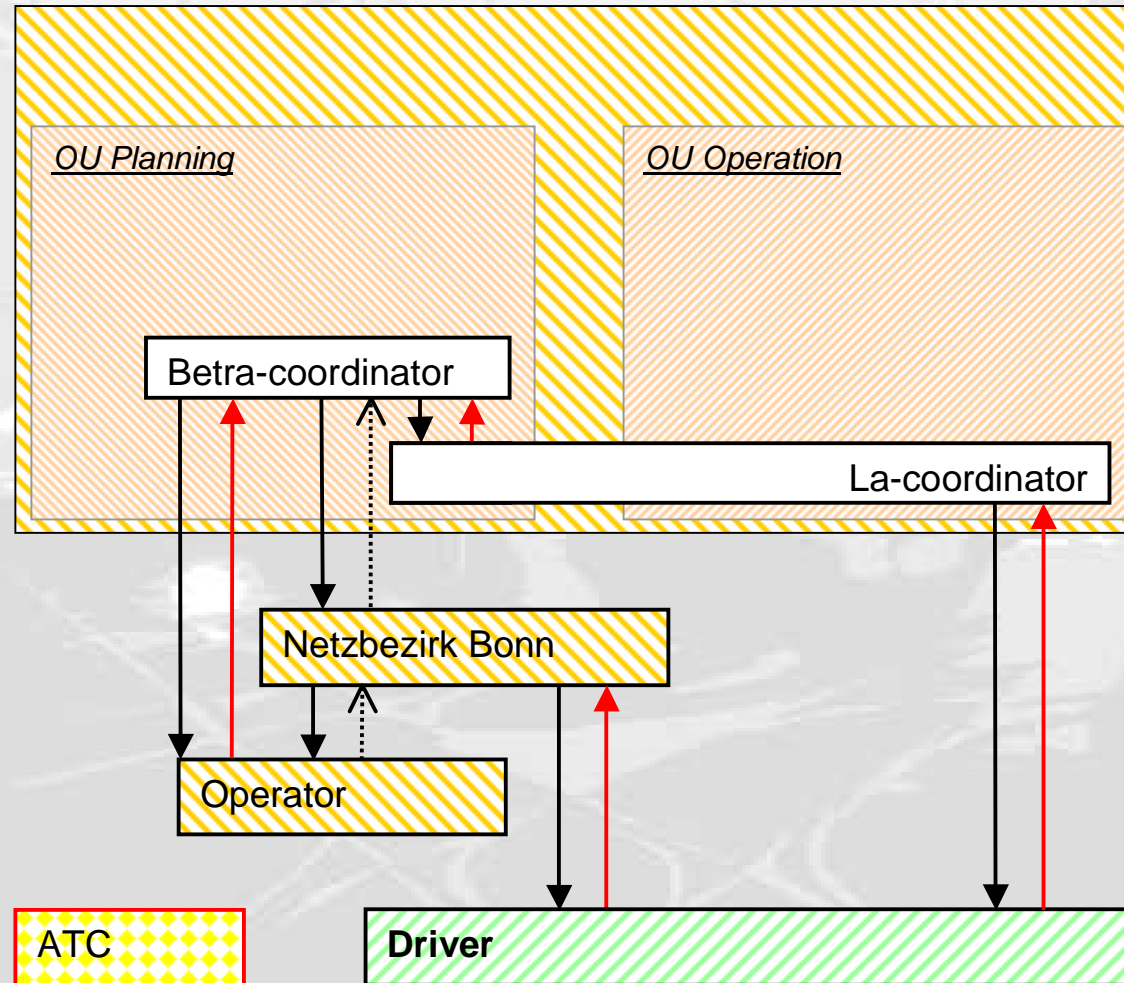 OU Planning
OU Operation
Betra-coordinator
La-coordinator
Netzbezirk Bonn
Operator
ATC
Driver